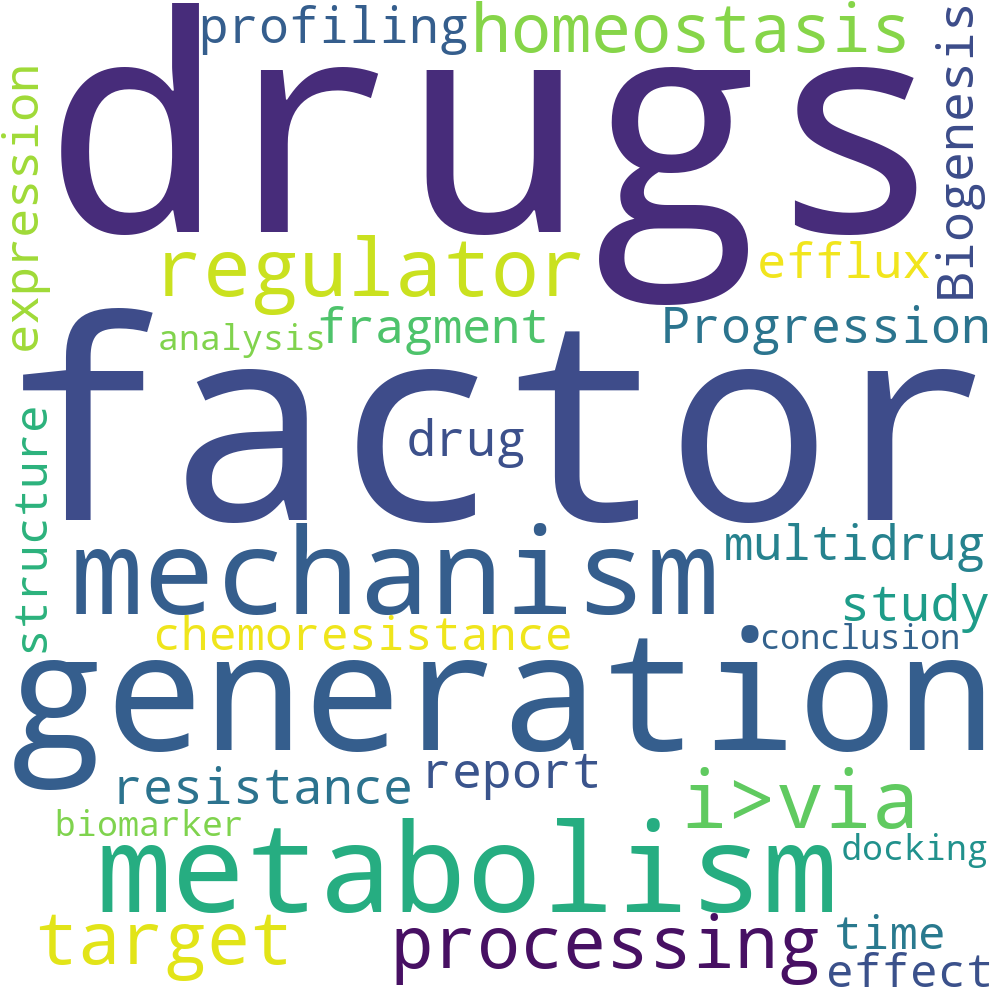 profiling
homeostasis
drugs
Biogenesis
expression
regulator
efflux
analysis
fragment
Progression
factor
drug
structure
mechanism
multidrug
study
chemoresistance
conclusion
generation
resistance
report
i>via
biomarker
metabolism
docking
target
processing
time
effect